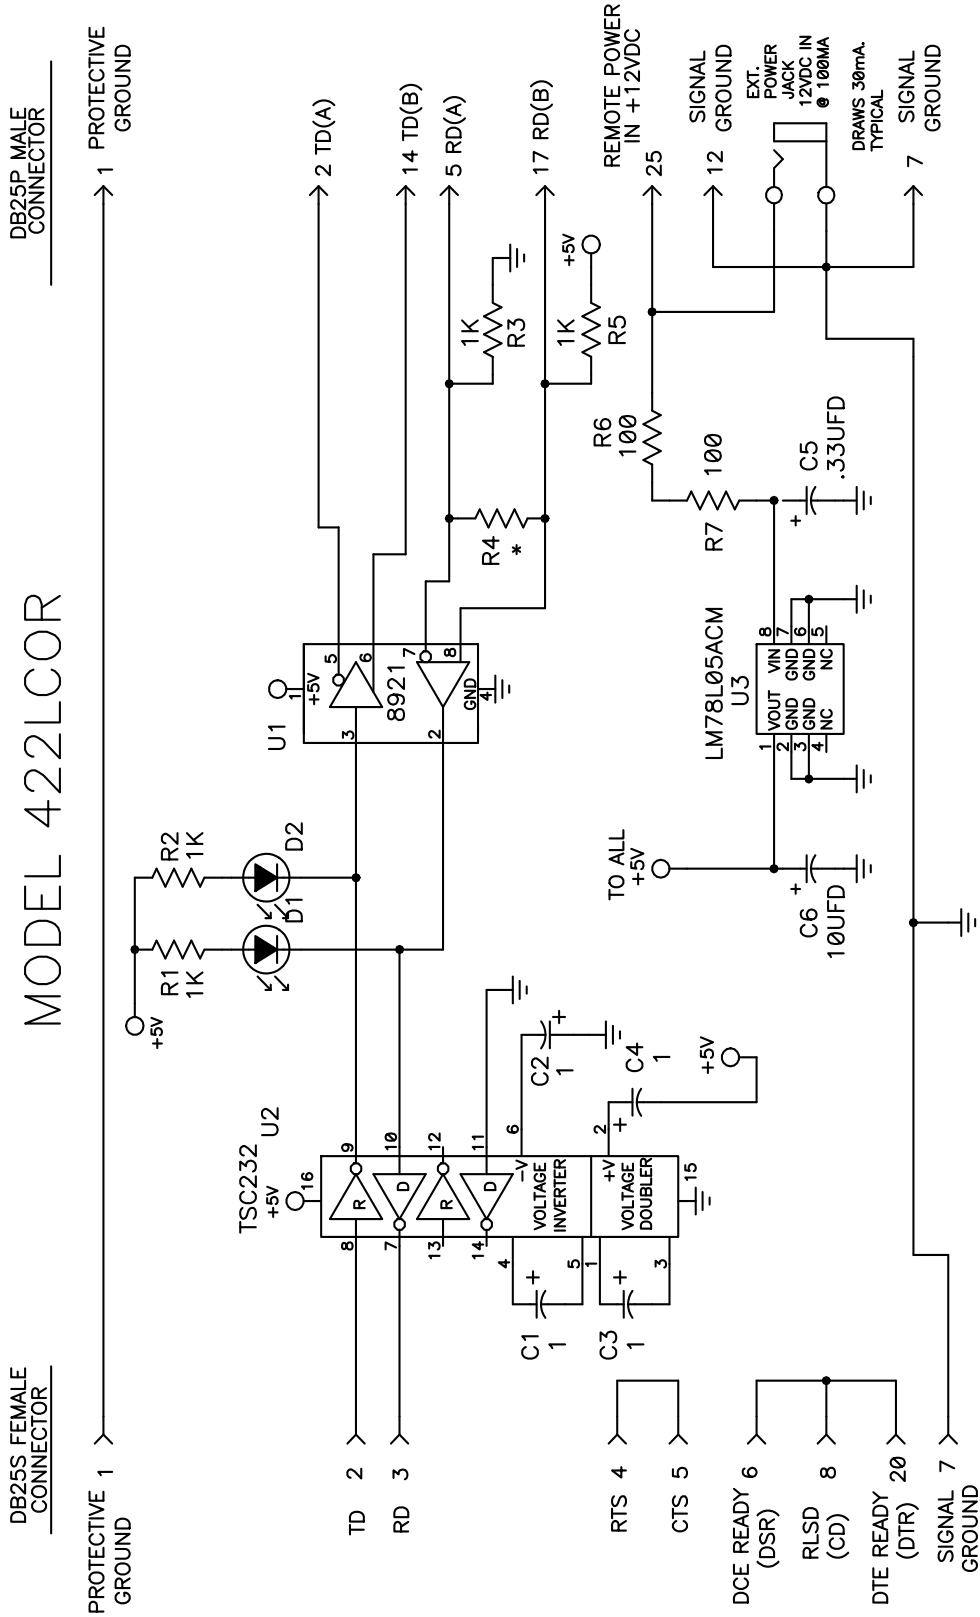 MODEL 422LCOR
DB25S FEMALE
CONNECTOR
DB25P MALE
CONNECTOR
PROTECTIVE
GROUND
1
1
PROTECTIVE
GROUND
+5V
R1
1K
R2
1K
D1
D2
TSC232
U2
+5V
16
U1
+5V
1
TD 2
8
R
9
3
5
6
2 TD(A)
14 TD(B)
8921
RD 3
7
D
10
2
7
8
GND
4
5 RD(A)
17 RD(B)
13
R
12
14
D
11
R4
*
1K
R3
1K
R5
+5V
4
5
-V
6
VOLTAGE
INVERTER
C1
1
+
C2
1
+
1
3
+V
2
VOLTAGE
DOUBLER
15
C3
1
+
C4
1
+
+5V
RTS 4
CTS 5
DCE READY 6
(DSR)
RLSD 8
(CD)
DTE READY 20
(DTR)
SIGNAL 7
GROUND
TO ALL
+5V
C6
10UFD
+
LM78L05ACM
U3
1
2
3
4
VOUT
GND
GND
NC
VIN
GND
GND
NC
8
7
6
5
R6
100
R7
100
C5
.33UFD
+
REMOTE POWER
IN +12VDC
25
12
SIGNAL
GROUND
EXT.
POWER
JACK
12VDC IN
@ 100MA
DRAWS 30mA.
TYPICAL
7
SIGNAL
GROUND